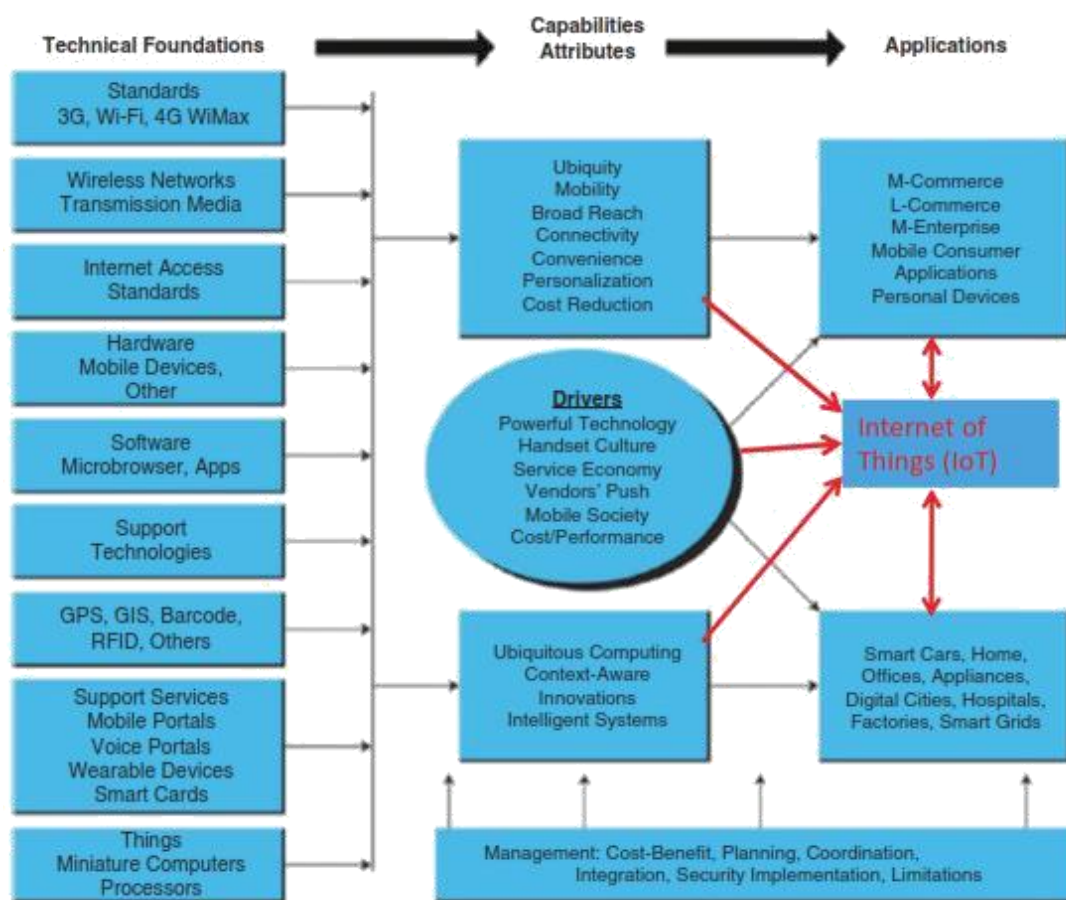 Technical Foundations
Capabilities
Attributes
Applications
Standards
3G, Wi-Fi, 4G WiMax
Wireless Networks
Transmission Media
Internet Access
Standards
Hardware
Mobile Devices,
Other
Software
Microbrowser, Apps
Support
Technologies
GPS, GIS, Barcode,
RFID, Others
Support Services
Mobile Portals
Voice Portals
Wearable Devices
Smart Cards
Things
Miniature Computers
Processors
Ubiquity
Mobility
Broad Reach
Connectivity
Convenience
Personalization
Cost Reduction
Drivers
Powerful Technology
Handset Culture
Service Economy
Vendors' Push
Mobile Society
Cost/Performance
Ubiquitous Computing
Context-Aware
Innovations
Intelligent Systems
M-Commerce
L-Commerce
M-Enterprise
Mobile Consumer
Applications
Personal Devices
Internet of
Things (IoT)
Smart Cars, Home,
Offices, Appliances,
Digital Cities, Hospitals,
Factories, Smart Grids
Management: Cost-Benefit, Planning, Coordination,
Integration, Security Implementation, Limitations